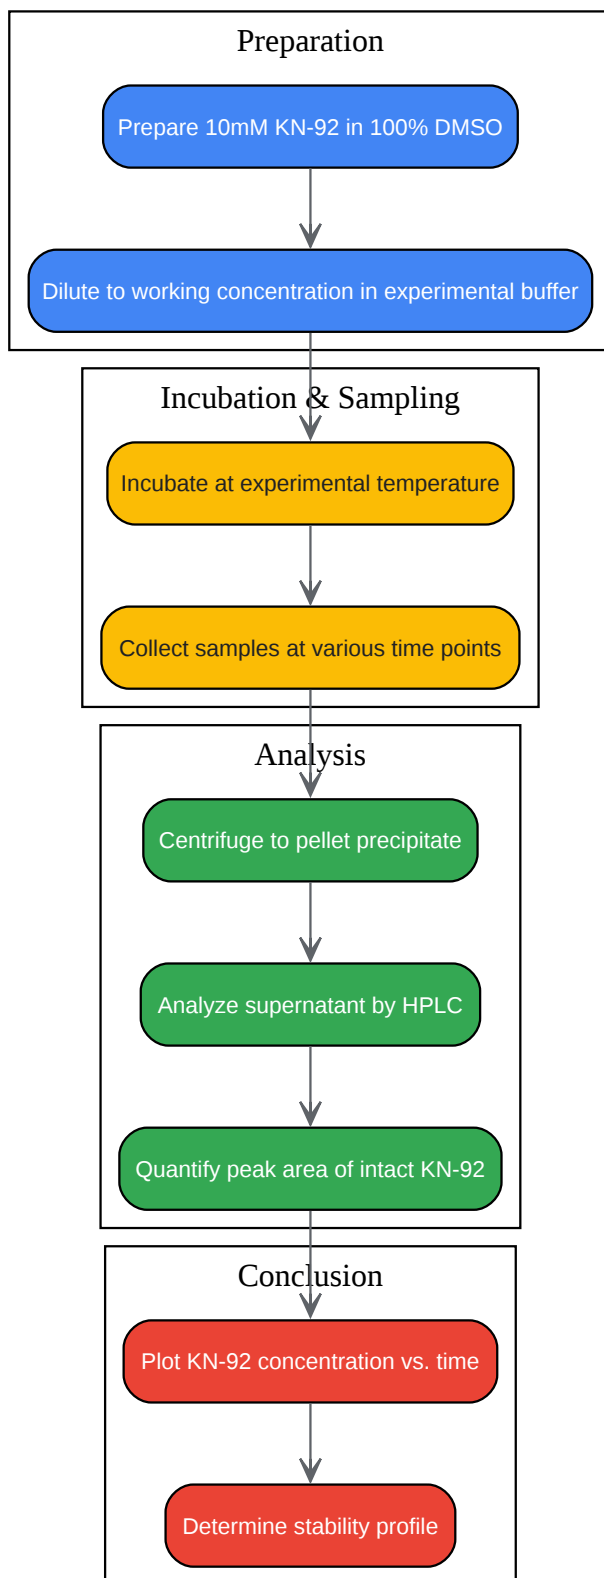 Preparation
Prepare 10mM KN-92 in 100% DMSO
Dilute to working concentration in experimental buffer
Incubation & Sampling
Incubate at experimental temperature
Collect samples at various time points
Analysis
Centrifuge to pellet precipitate
Analyze supernatant by HPLC
Quantify peak area of intact KN-92
Conclusion
Plot KN-92 concentration vs. time
Determine stability profile